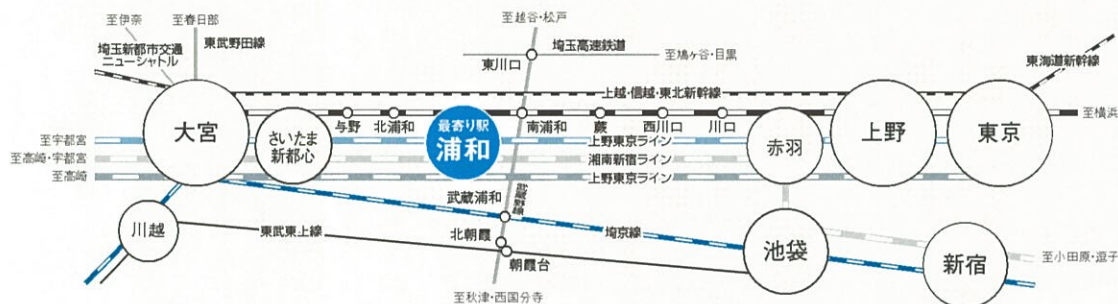 至伊奈
至春日部
至越谷・松戸
埼玉新都市交通
ニューシャトル
東武野田線
埼玉高速鉄道
東川口
至鳩ヶ谷・目黒
東海道新幹線
上越・信越・東北新幹線
大宮
さいたま
新都心
与野
北浦和
最寄り駅
浦和
南浦和
蕨
西川口
川口
赤羽
上野
東京
至横浜
至宇都宮
上野東京ライン
至高崎・宇都宮
湘南新宿ライン
至高崎
上野東京ライン
武蔵野線
武蔵浦和
川越
東武東上線
北朝霞
朝霞台
埼京線
池袋
新宿
至小田原・逗子
至秋津・西国分寺